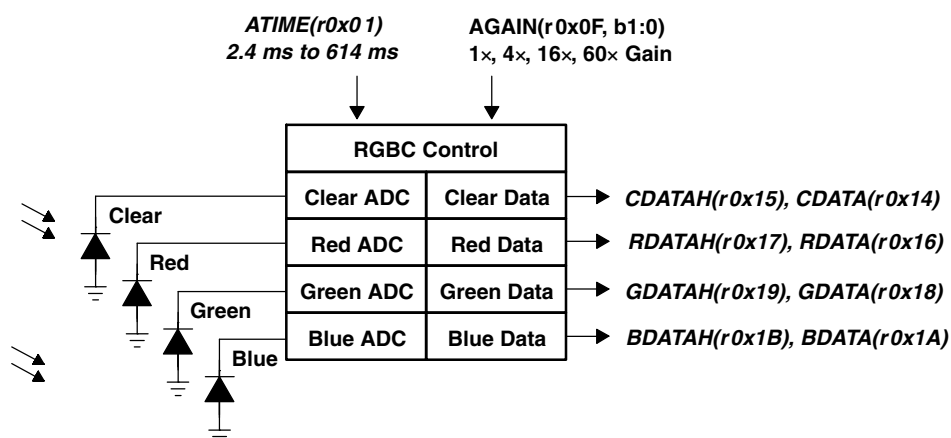 ATIME(r0x01)
2.4 ms to 614 ms
AGAIN(r0x0F, b1:0)
1×, 4×, 16×, 60× Gain
RGBC Control
Clear
Clear ADC
Clear Data
CDATAH(r0x15), CDATA(r0x14)
Red
Red ADC
Red Data
RDATAH(r0x17), RDATA(r0x16)
Green
Green ADC
Green Data
GDATAH(r0x19), GDATA(r0x18)
Blue
Blue ADC
Blue Data
BDATAH(r0x1B), BDATA(r0x1A)